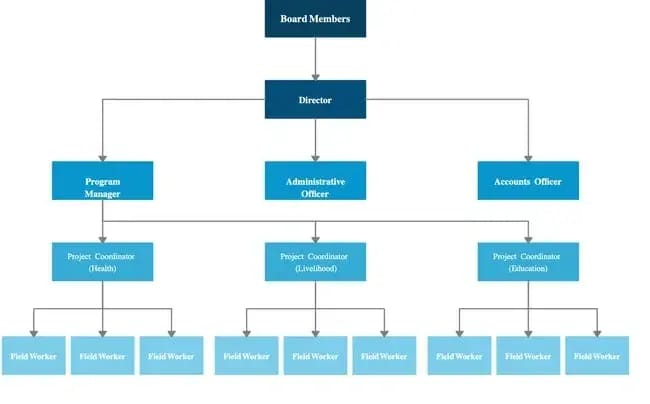 Board Members
Director
Program
Manager
Administrative
Officer
Accounts Officer
Project Coordinator
(Health)
Project Coordinator
(Livelihood)
Project Coordinator
(Education)
Field Worker
Field Worker
Field Worker
Field Worker
Field Worker
Field Worker
Field Worker
Field Worker
Field Worker